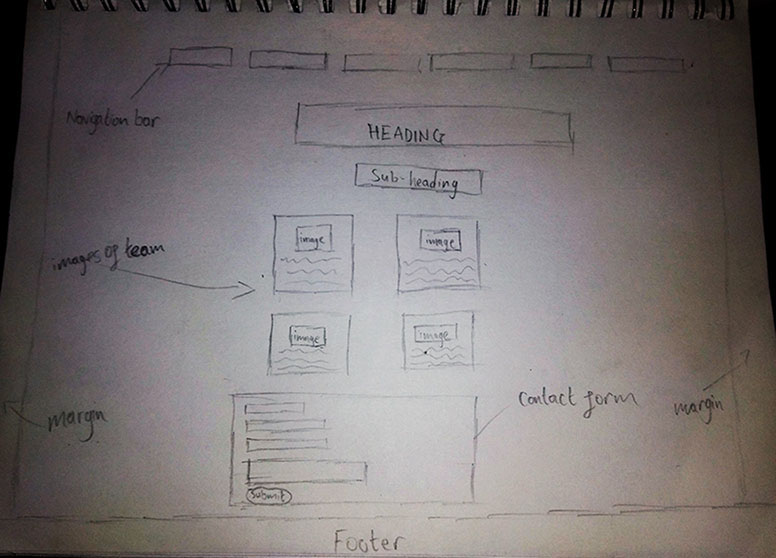 Navigation bar
HEADING
Sub-heading
image
image
images of team
image
image
contact form
margin
margin
Submit
Footer